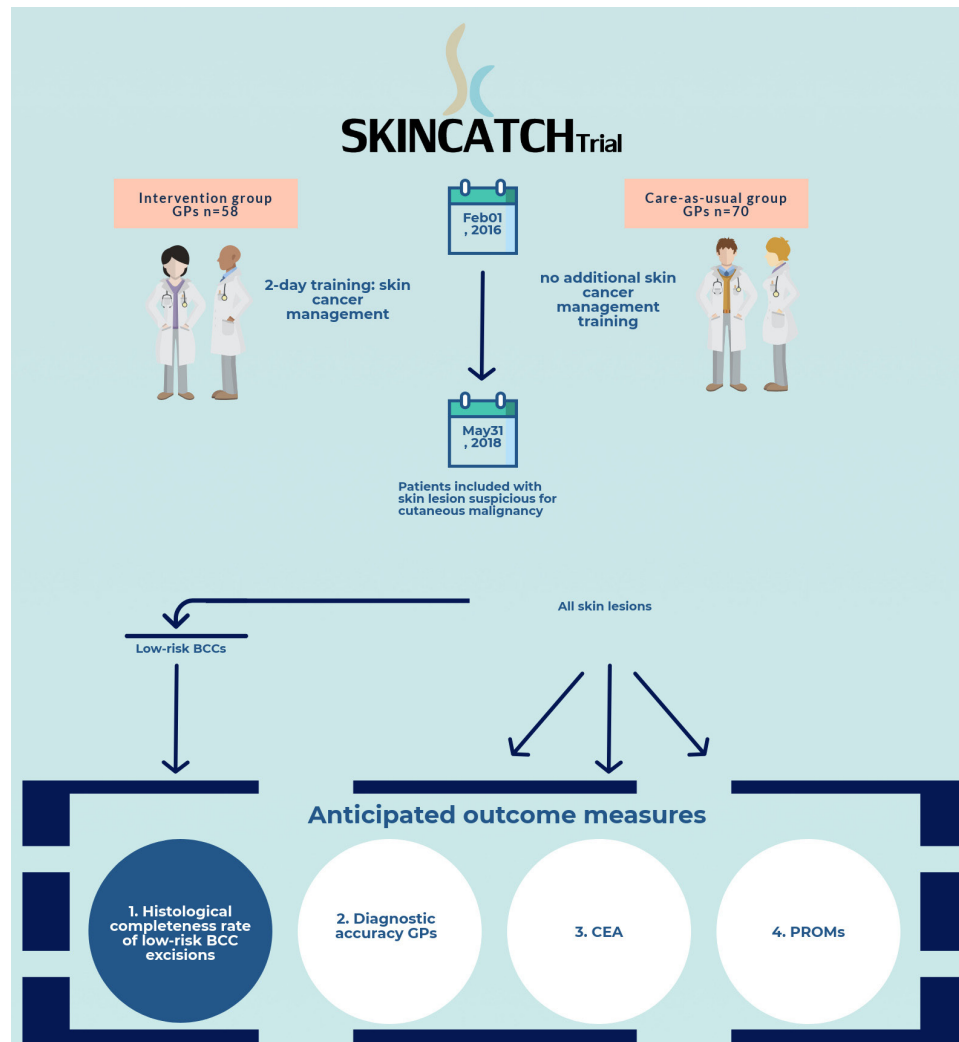 SKINCATCH Trial
Intervention group
GPs n=58
Feb01
, 2016
Care-as-usual group
GPs n=70
2-day training: skin
cancer
management
no additional skin
cancer
management
training
May31
, 2018
Patients included with
skin lesion suspicious for
cutaneous malignancy
All skin lesions
Low-risk BCCs
Anticipated outcome measures
1. Histological
completeness rate
of low-risk BCC
excisions
2. Diagnostic
accuracy GPs
3. CEA
4. PROMs